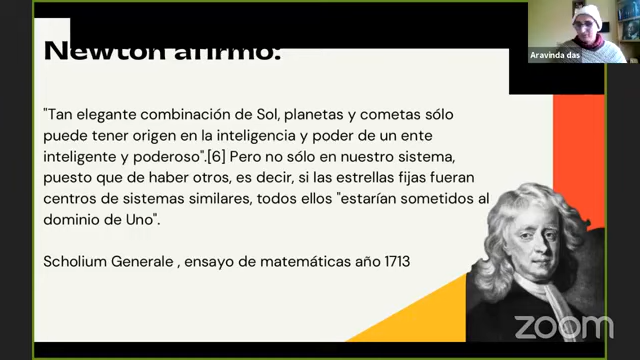 Aravinda das
Newton afirmó:
"Tan elegante combinación de Sol, planetas y cometas sólo
puede tener origen en la inteligencia y poder de un ente
inteligente y poderoso".[6] Pero no sólo en nuestro sistema,
puesto que de haber otros, es decir, si las estrellas fijas fueran
centros de sistemas similares, todos ellos "estarían sometidos al
dominio de Uno".
Scholium Generale , ensayo de matemáticas año 1713
zoom